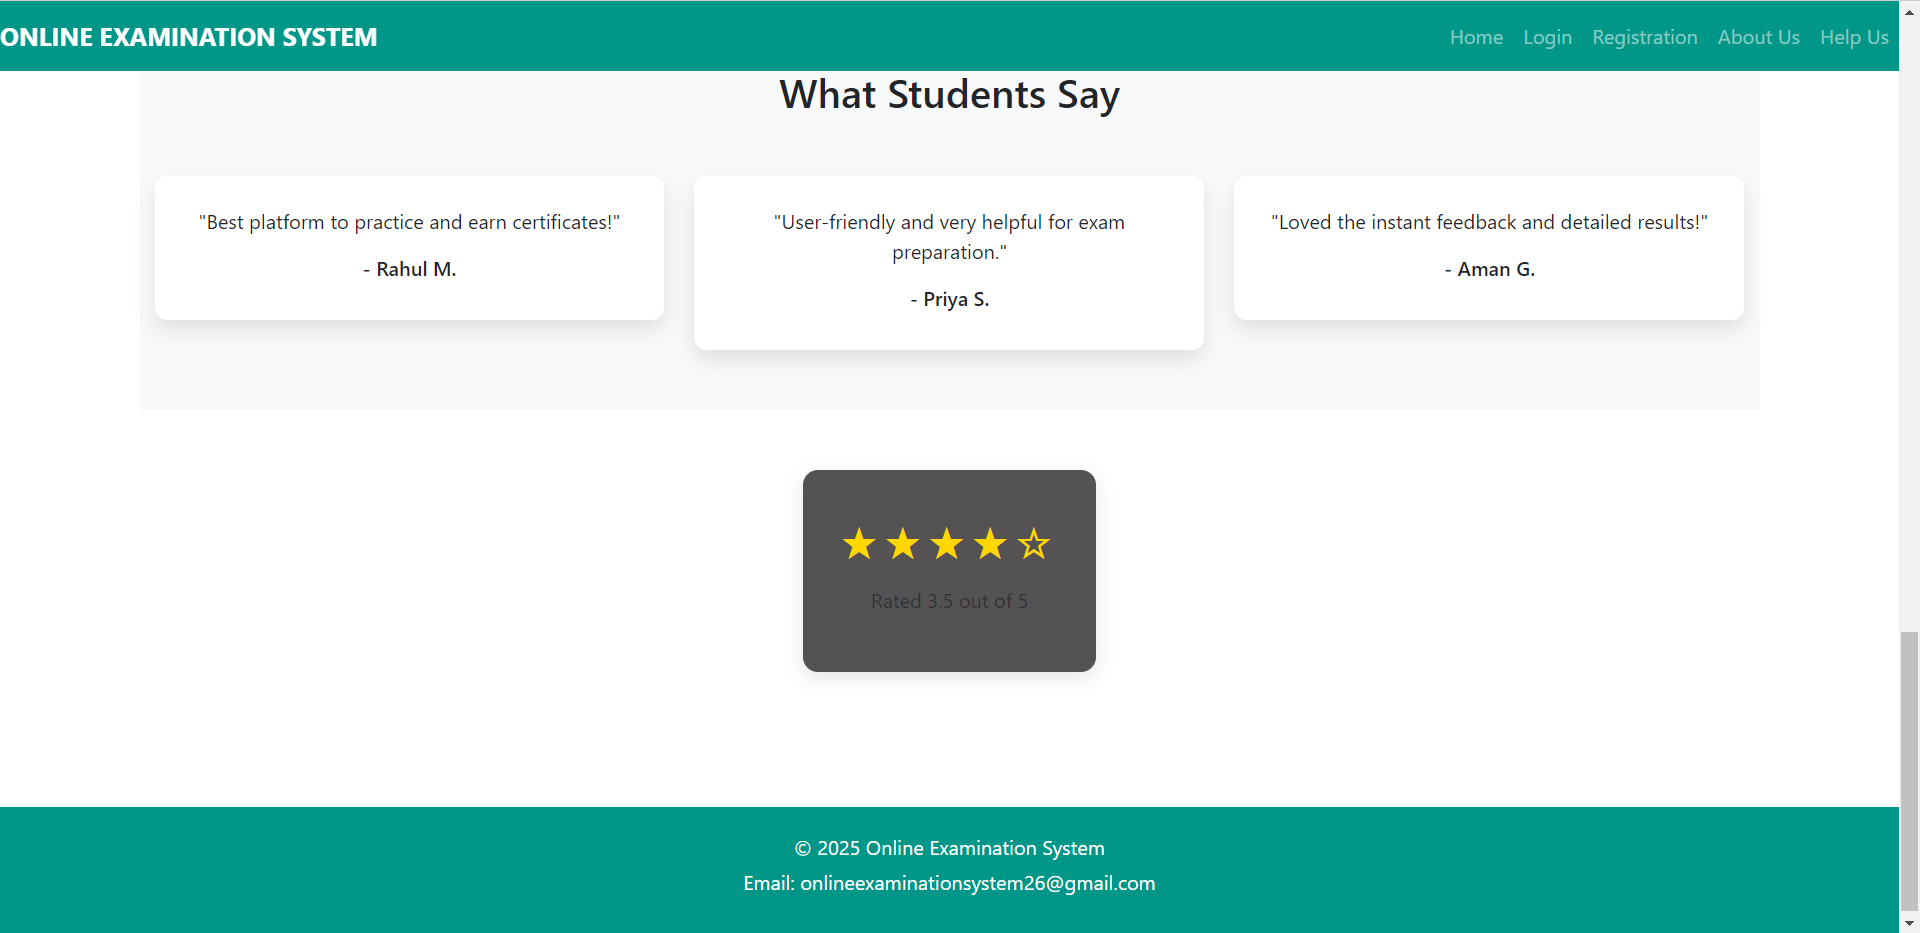 ONLINE EXAMINATION SYSTEM
Home Login Registration About Us Help Us
What Students Say
"Best platform to practice and earn certificates!"
- Rahul M.
"User-friendly and very helpful for exam
preparation."
- Priya S.
"Loved the instant feedback and detailed results!"
- Aman G.
★★★★☆
Rated 3.5 out of 5
© 2025 Online Examination System
Email: onlineexaminationsystem26@gmail.com